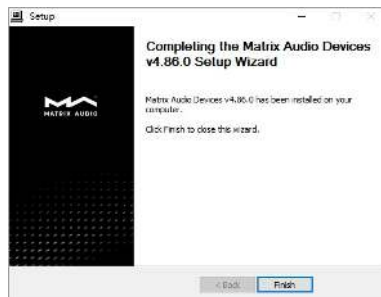 Setup
Completing the Matrix Audio Devices
v4.86.0 Setup Wizard
MATRIX AUDIO
Matrix Audio Devices v4.86.0 has been installed on your
computer.
Click Finish to close this wizard.
< Back
Finish